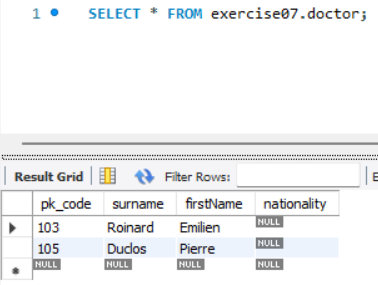 1 SELECT * FROM exercise07.doctor;
Result Grid Filter Rows: E
pk_code surname firstName nationality
103 Roinard Emilien NULL
105 Duclos Pierre NULL
NULL NULL NULL NULL